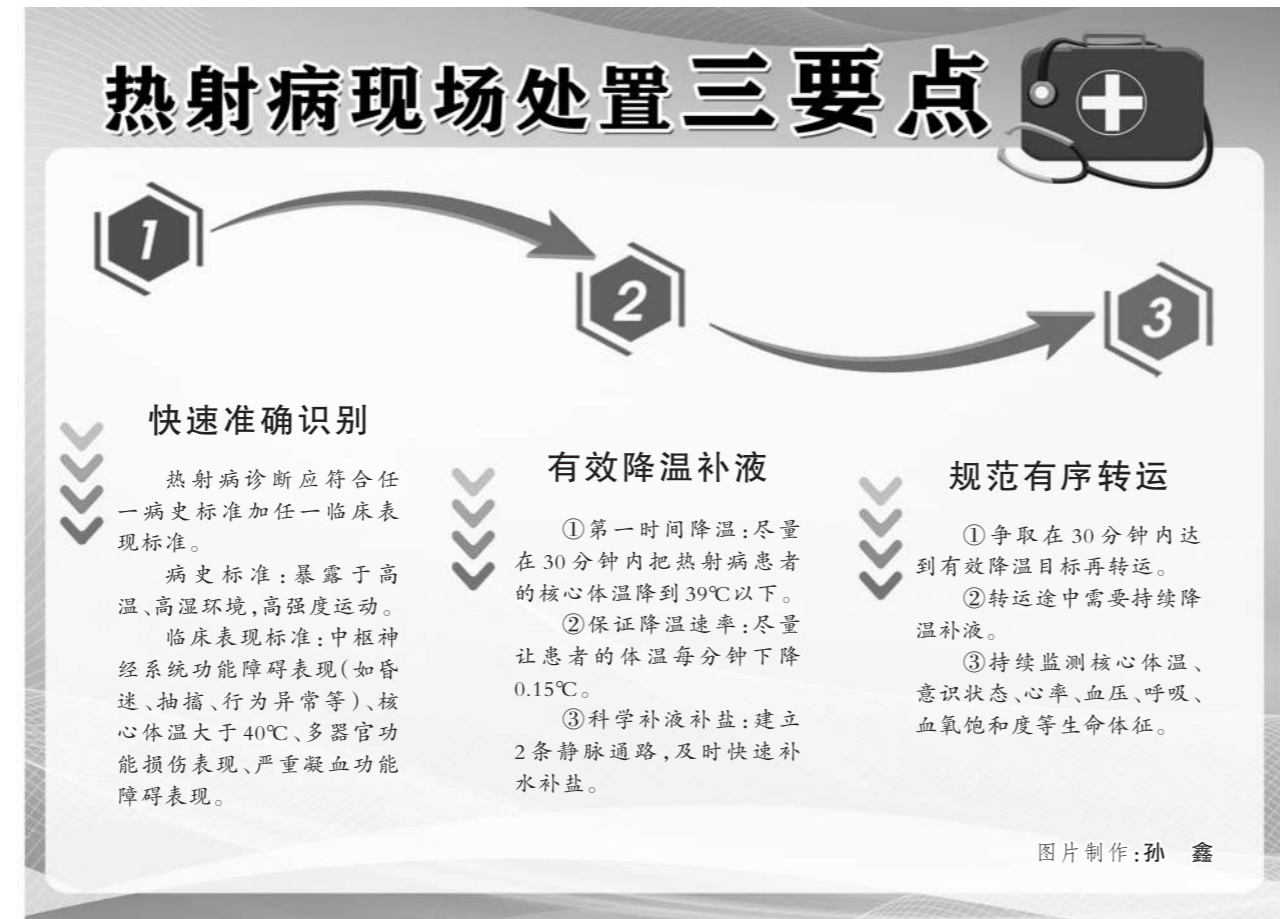 热射病现场处置三要点
1
2
3
快速准确识别
热射病诊断应符合任
一病史标准加任一临床表
现标准。
病史标准:暴露于高
温、高湿环境,高强度运动。
临床表现标准:中枢神
经系统功能障碍表现(如昏
迷、抽搐、行为异常等)、核
心体温大于40℃、多器官功
能损伤表现、严重凝血功能
障碍表现。
有效降温补液
①第一时间降温:尽量
在30分钟内把热射病患者
的核心体温降到39℃以下。
②保证降温速率:尽量
让患者的体温每分钟下降
0.15℃。
③科学补液补盐:建立
2条静脉通路,及时快速补
水补盐。
规范有序转运
①争取在30分钟内达
到有效降温目标再转运。
②转运途中需要持续降
温补液。
③持续监测核心体温、
意识状态、心率、血压、呼吸、
血氧饱和度等生命体征。
图片制作:孙 鑫